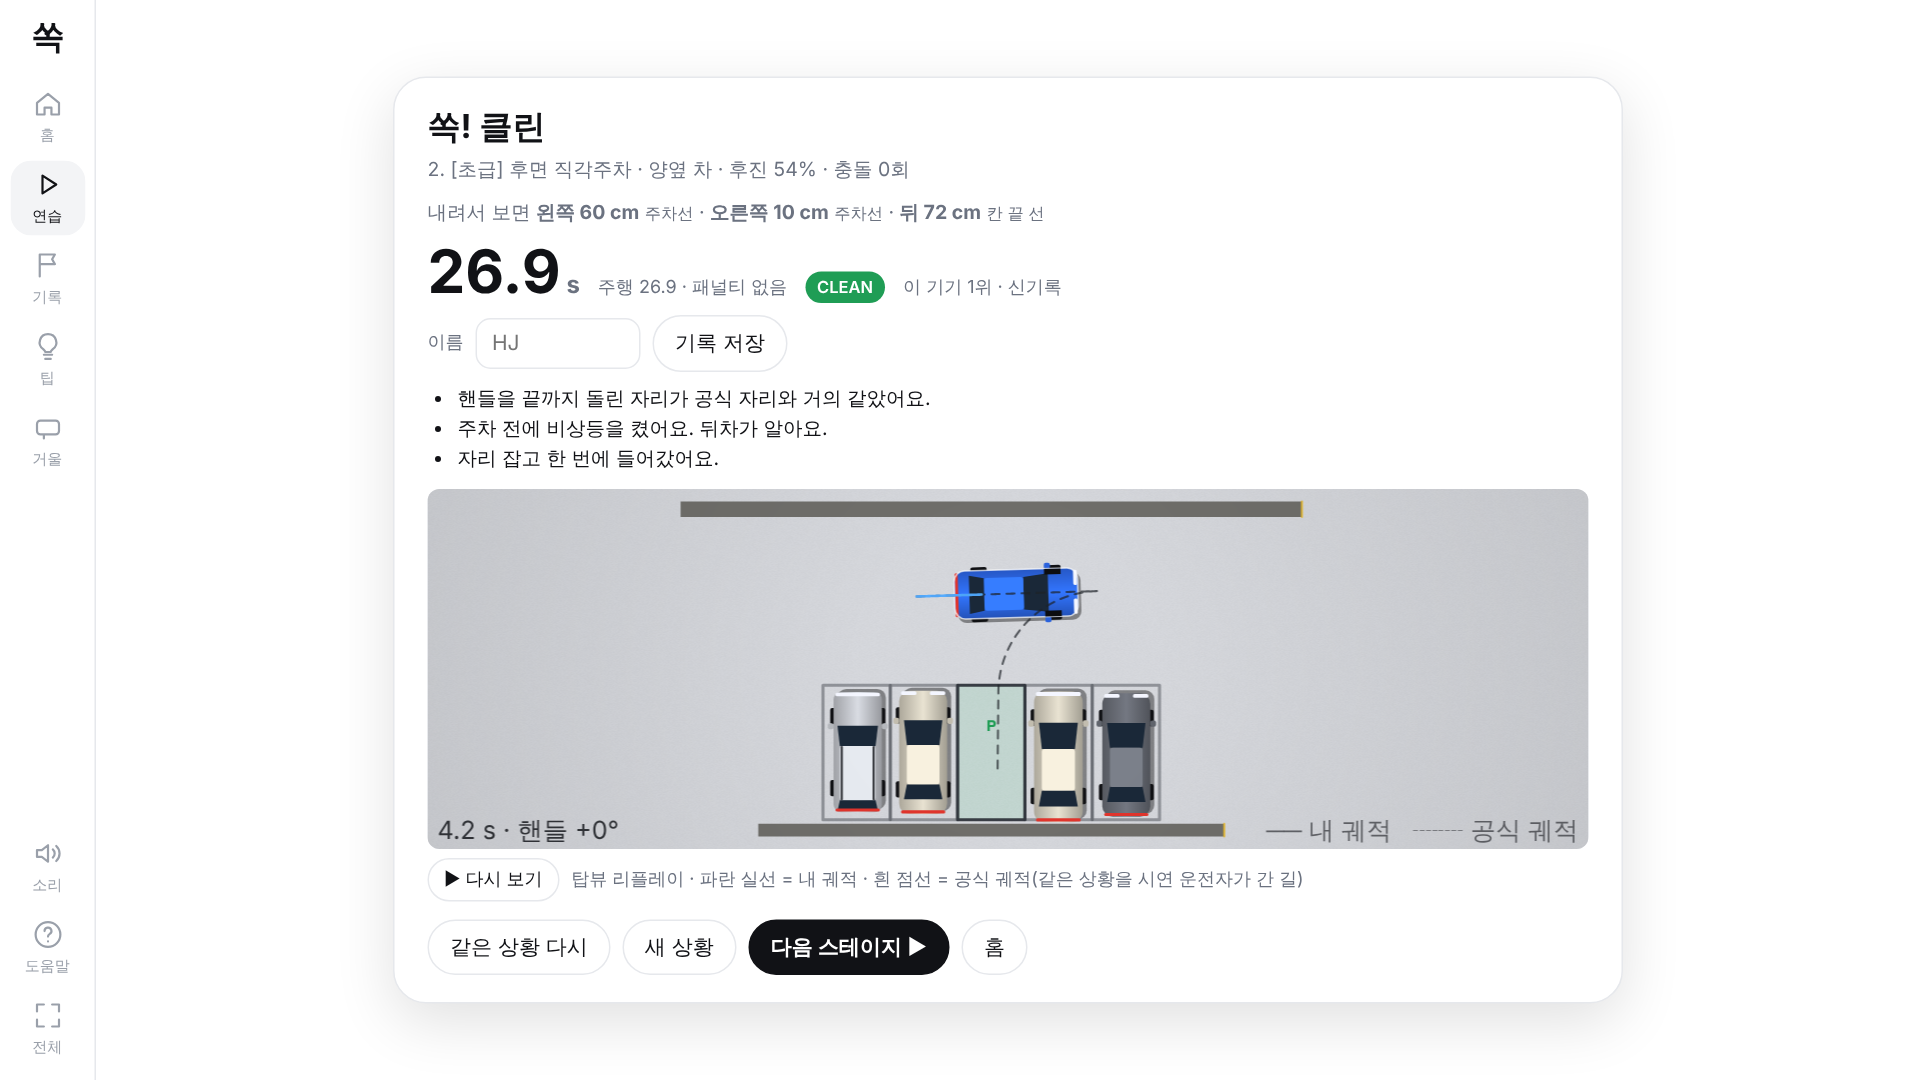 쏙
홈
연습
기록
팁
거울
소리
도움말
전체
쏙! 클린
2. [초급] 후면 직각주차 · 양옆 차 · 후진 54% · 충돌 0회
내려서 보면 왼쪽 60 cm 주차선 · 오른쪽 10 cm 주차선 · 뒤 72 cm 칸 끝 선
26.9 s 주행 26.9 · 패널티 없음 CLEAN 이 기기 1위 · 신기록
이름 HJ 기록 저장
• 핸들을 끝까지 돌린 자리가 공식 자리와 거의 같았어요.
• 주차 전에 비상등을 켰어요. 뒤차가 알아요.
• 자리 잡고 한 번에 들어갔어요.
P
4.2 s · 핸들 +0° ── 내 궤적 -------- 공식 궤적
▶ 다시 보기 탑뷰 리플레이 · 파란 실선 = 내 궤적 · 흰 점선 = 공식 궤적(같은 상황을 시연 운전자가 간 길)
같은 상황 다시 새 상황 다음 스테이지 ▶ 홈